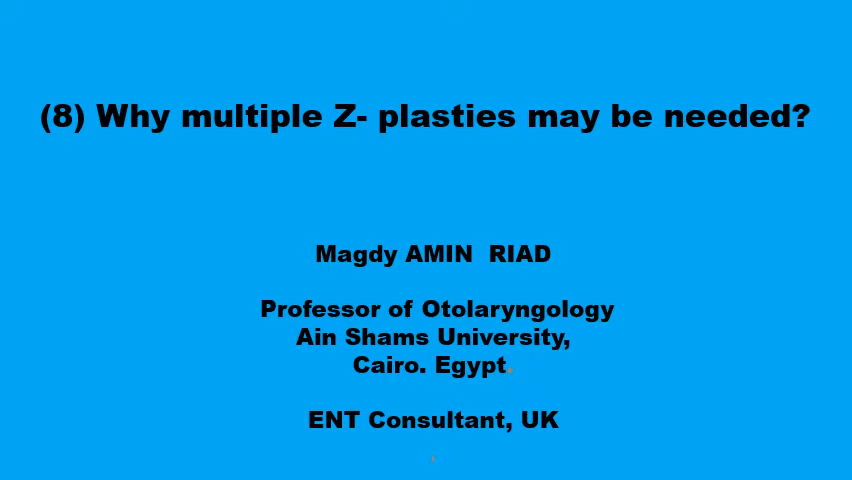 (8) Why multiple Z- plasties may be needed?
Magdy AMIN RIAD
Professor of Otolaryngology
Ain Shams University,
Cairo. Egypt.
ENT Consultant, UK
.